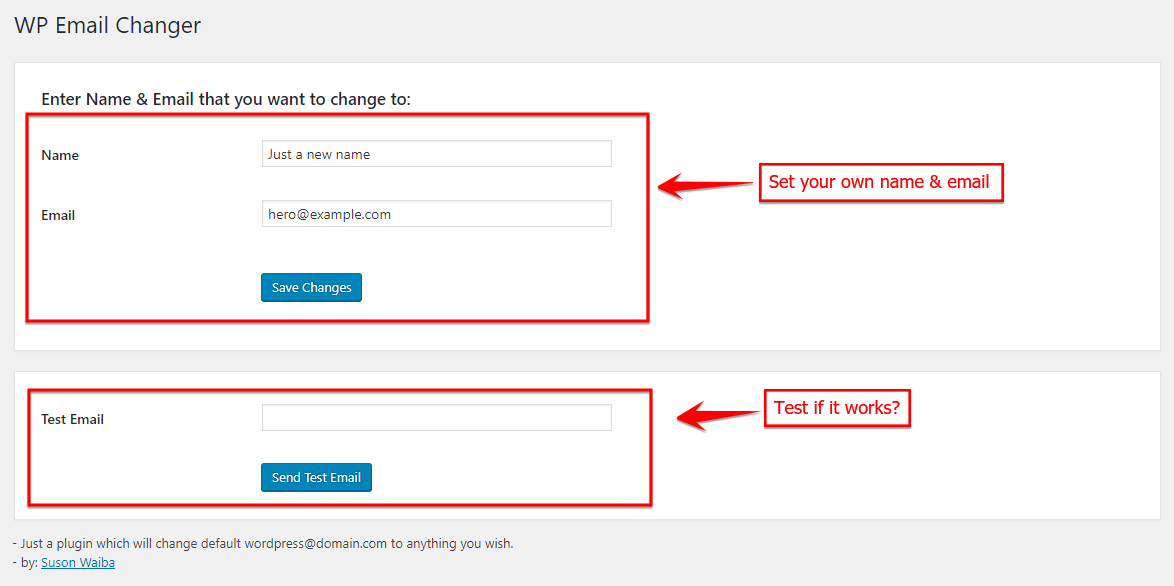 WP Email Changer
Enter Name & Email that you want to change to:
Name
Just a new name
Set your own name & email
Email
hero@example.com
Save Changes
Test Email
Test if it works?
Send Test Email
- Just a plugin which will change default wordpress@domain.com to anything you wish.
- by: Suson Waiba